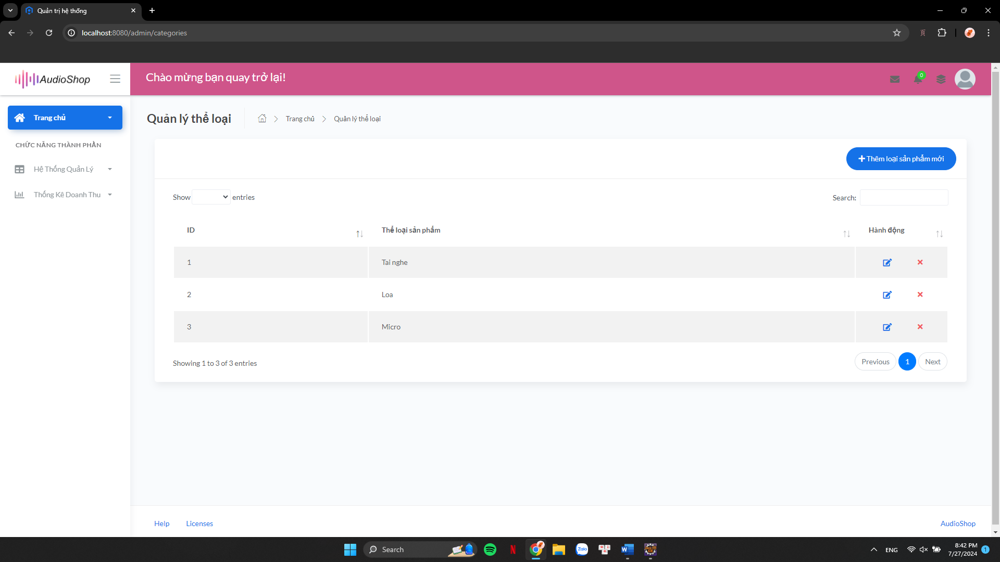 Quản trị hệ thống
localhost:8080/admin/categories
AudioShop
Chào mừng bạn quay trở lại!
0
Trang chủ
CHỨC NĂNG THÀNH PHẦN
Hệ Thống Quản Lý
Thống Kê Doanh Thu
Quản lý thể loại
Trang chủ
Quản lý thể loại
Thêm loại sản phẩm mới
Show entries
Search:
ID Thể loại sản phẩm Hành động
1 Tai nghe
2 Loa
3 Micro
Showing 1 to 3 of 3 entries
Previous 1 Next
Help Licenses AudioShop
Search
Zalo
ENG
8:42 PM
7/27/2024
1